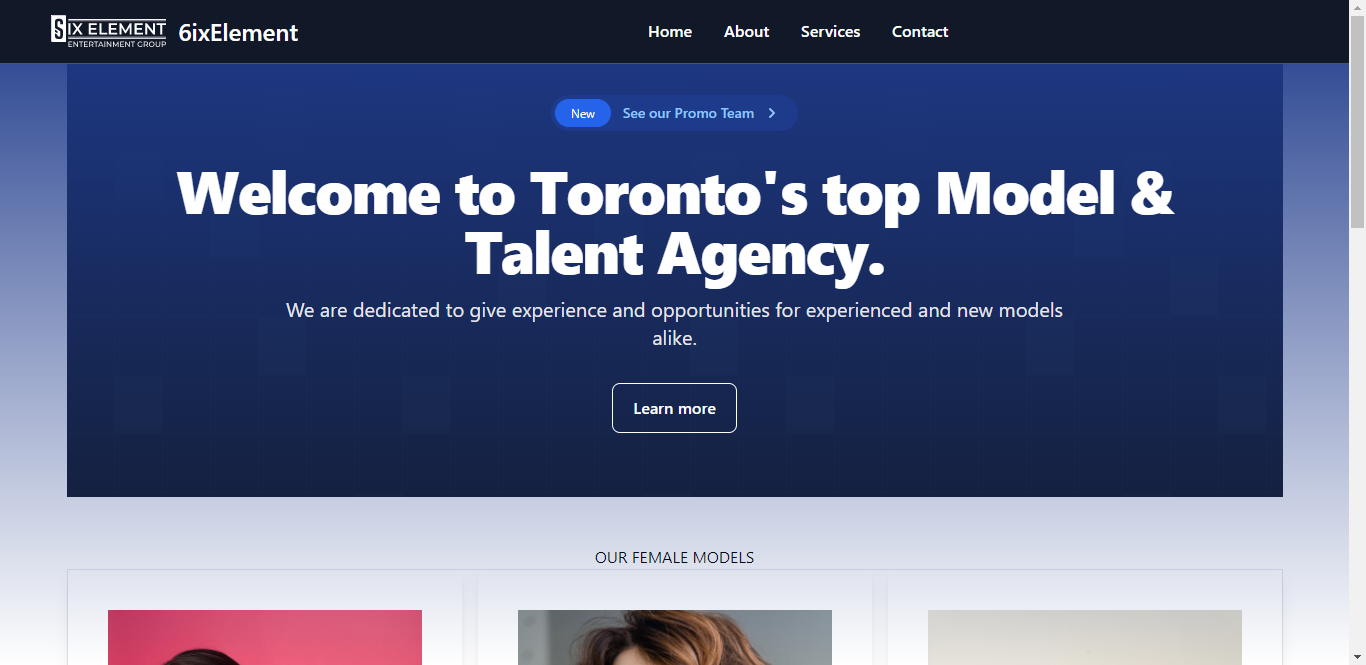 SIX ELEMENT
ENTERTAINMENT GROUP
6ixElement
Home About Services Contact
New See our Promo Team
Welcome to Toronto's top Model &
Talent Agency.
We are dedicated to give experience and opportunities for experienced and new models
alike.
Learn more
OUR FEMALE MODELS